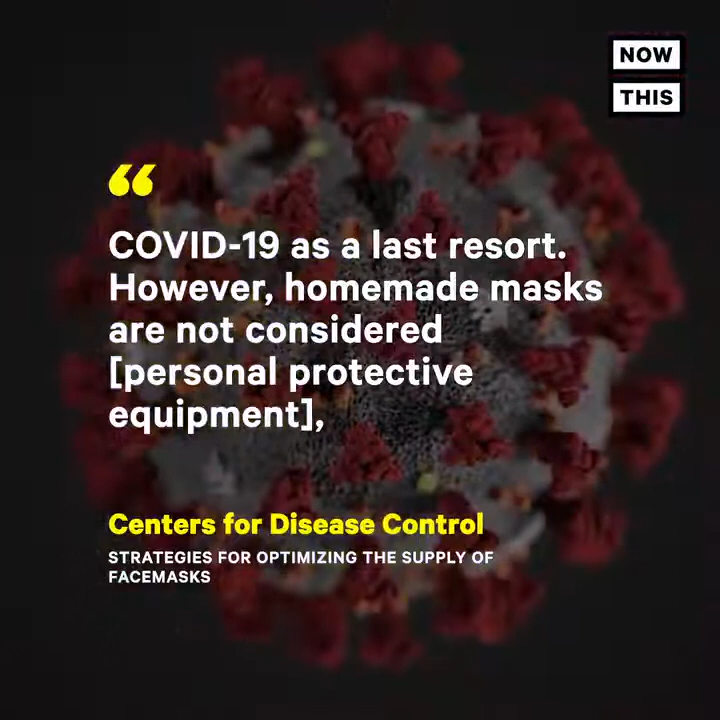 NOW
THIS
“
COVID-19 as a last resort.
However, homemade masks
are not considered
[personal protective
equipment],
Centers for Disease Control
STRATEGIES FOR OPTIMIZING THE SUPPLY OF
FACEMASKS